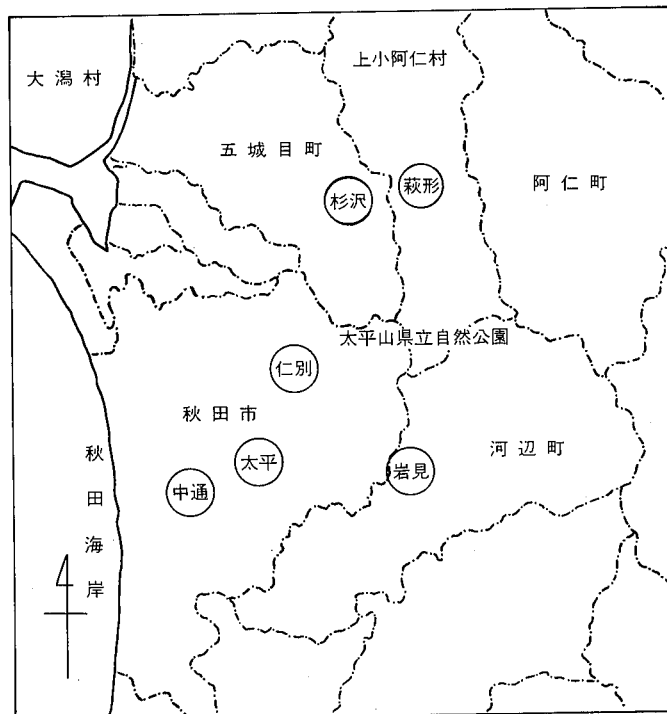 上小阿仁村
大潟村
五城目町
阿仁町
杉沢
萩形
太平山県立自然公園
仁別
秋田市
河辺町
太平
岩見
中通
秋田海岸